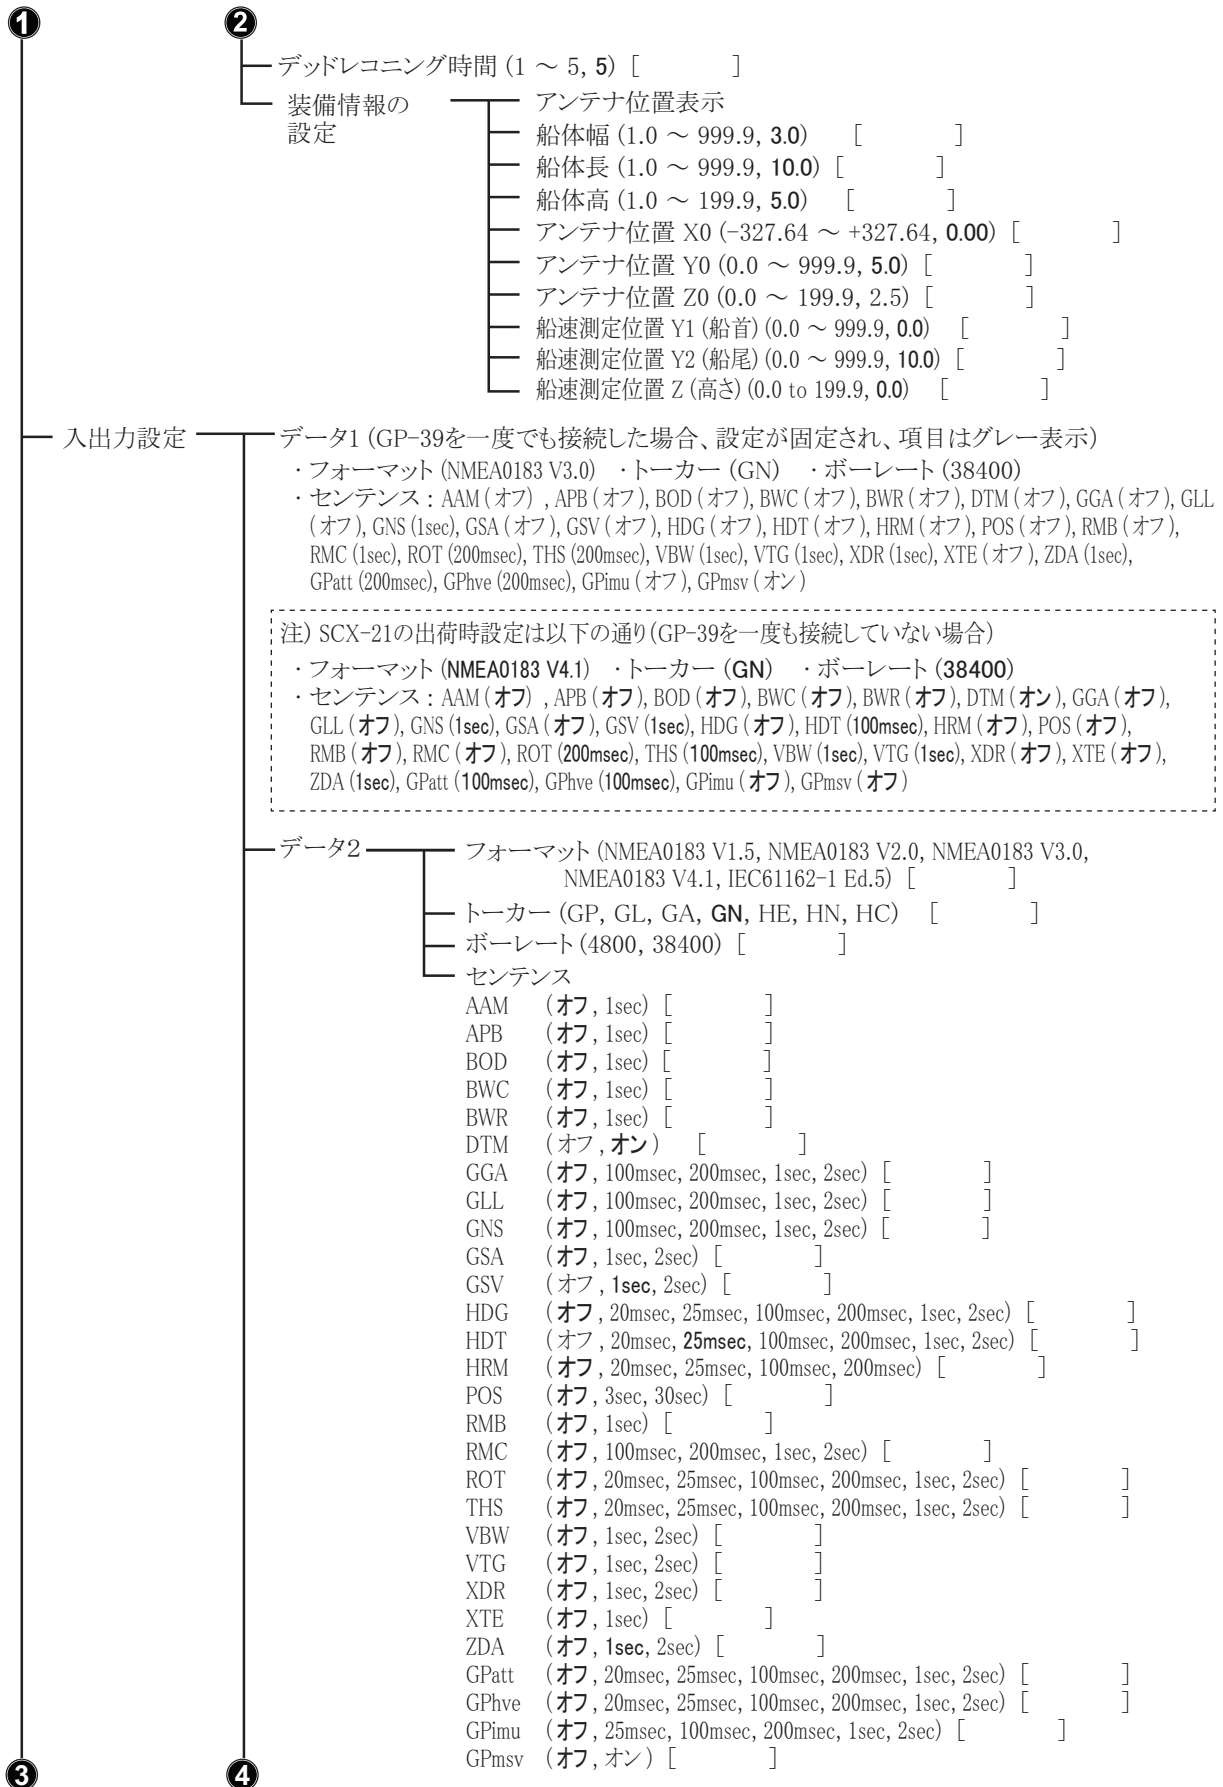 1
2
デッドレコニング時間 (1 ～ 5, 5) [ ]
装備情報の
設定
アンテナ位置表示
船体幅 (1.0 ～ 999.9, 3.0) [ ]
船体長 (1.0 ～ 999.9, 10.0) [ ]
船体高 (1.0 ～ 199.9, 5.0) [ ]
アンテナ位置 X0 (-327.64 ～ +327.64, 0.00) [ ]
アンテナ位置 Y0 (0.0 ～ 999.9, 5.0) [ ]
アンテナ位置 Z0 (0.0 ～ 199.9, 2.5) [ ]
船速測定位置 Y1 (船首) (0.0 ～ 999.9, 0.0) [ ]
船速測定位置 Y2 (船尾) (0.0 ～ 999.9, 10.0) [ ]
船速測定位置 Z (高さ) (0.0 to 199.9, 0.0) [ ]
入出力設定
データ1 (GP-39を一度でも接続した場合、設定が固定され、項目はグレー表示)
・フォーマット (NMEA0183 V3.0) ・トーカー (GN) ・ボーレート (38400)
・センテンス : AAM (オフ) , APB (オフ), BOD (オフ), BWC (オフ), BWR (オフ), DTM (オフ), GGA (オフ), GLL
(オフ), GNS (1sec), GSA (オフ), GSV (オフ), HDG (オフ), HDT (オフ), HRM (オフ), POS (オフ), RMB (オフ),
RMC (1sec), ROT (200msec), THS (200msec), VBW (1sec), VTG (1sec), XDR (1sec), XTE (オフ), ZDA (1sec),
GPatt (200msec), GPhve (200msec), GPimu (オフ), GPmsv (オン)
注) SCX-21の出荷時設定は以下の通り(GP-39を一度も接続していない場合)
・フォーマット (NMEA0183 V4.1) ・トーカー (GN) ・ボーレート (38400)
・センテンス : AAM (オフ) , APB (オフ), BOD (オフ), BWC (オフ), BWR (オフ), DTM (オン), GGA (オフ),
GLL (オフ), GNS (1sec), GSA (オフ), GSV (1sec), HDG (オフ), HDT (100msec), HRM (オフ), POS (オフ),
RMB (オフ), RMC (オフ), ROT (200msec), THS (100msec), VBW (1sec), VTG (1sec), XDR (オフ), XTE (オフ),
ZDA (1sec), GPatt (100msec), GPhve (100msec), GPimu (オフ), GPmsv (オフ)
データ2
フォーマット (NMEA0183 V1.5, NMEA0183 V2.0, NMEA0183 V3.0,
NMEA0183 V4.1, IEC61162-1 Ed.5) [ ]
トーカー (GP, GL, GA, GN, HE, HN, HC) [ ]
ボーレート (4800, 38400) [ ]
センテンス
AAM (オフ, 1sec) [ ]
APB (オフ, 1sec) [ ]
BOD (オフ, 1sec) [ ]
BWC (オフ, 1sec) [ ]
BWR (オフ, 1sec) [ ]
DTM (オフ, オン) [ ]
GGA (オフ, 100msec, 200msec, 1sec, 2sec) [ ]
GLL (オフ, 100msec, 200msec, 1sec, 2sec) [ ]
GNS (オフ, 100msec, 200msec, 1sec, 2sec) [ ]
GSA (オフ, 1sec, 2sec) [ ]
GSV (オフ, 1sec, 2sec) [ ]
HDG (オフ, 20msec, 25msec, 100msec, 200msec, 1sec, 2sec) [ ]
HDT (オフ, 20msec, 25msec, 100msec, 200msec, 1sec, 2sec) [ ]
HRM (オフ, 20msec, 25msec, 100msec, 200msec) [ ]
POS (オフ, 3sec, 30sec) [ ]
RMB (オフ, 1sec) [ ]
RMC (オフ, 100msec, 200msec, 1sec, 2sec) [ ]
ROT (オフ, 20msec, 25msec, 100msec, 200msec, 1sec, 2sec) [ ]
THS (オフ, 20msec, 25msec, 100msec, 200msec, 1sec, 2sec) [ ]
VBW (オフ, 1sec, 2sec) [ ]
VTG (オフ, 1sec, 2sec) [ ]
XDR (オフ, 1sec, 2sec) [ ]
XTE (オフ, 1sec) [ ]
ZDA (オフ, 1sec, 2sec) [ ]
GPatt (オフ, 20msec, 25msec, 100msec, 200msec, 1sec, 2sec) [ ]
GPhve (オフ, 20msec, 25msec, 100msec, 200msec, 1sec, 2sec) [ ]
GPimu (オフ, 25msec, 100msec, 200msec, 1sec, 2sec) [ ]
GPmsv (オフ, オン) [ ]
3
4